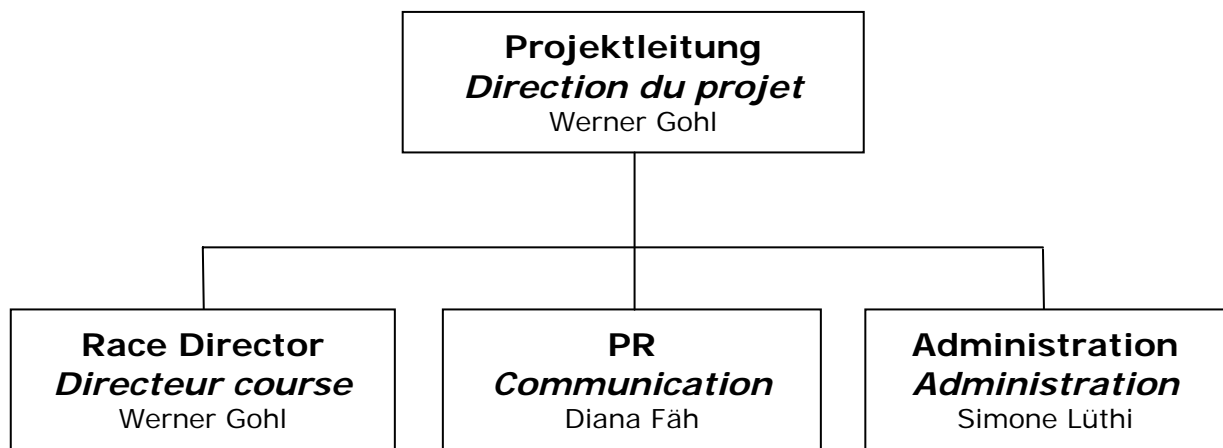 Projektleitung
Direction du projet
Werner Gohl
Race Director
Directeur course
Werner Gohl
PR
Communication
Diana Fäh
Administration
Administration
Simone Lüthi